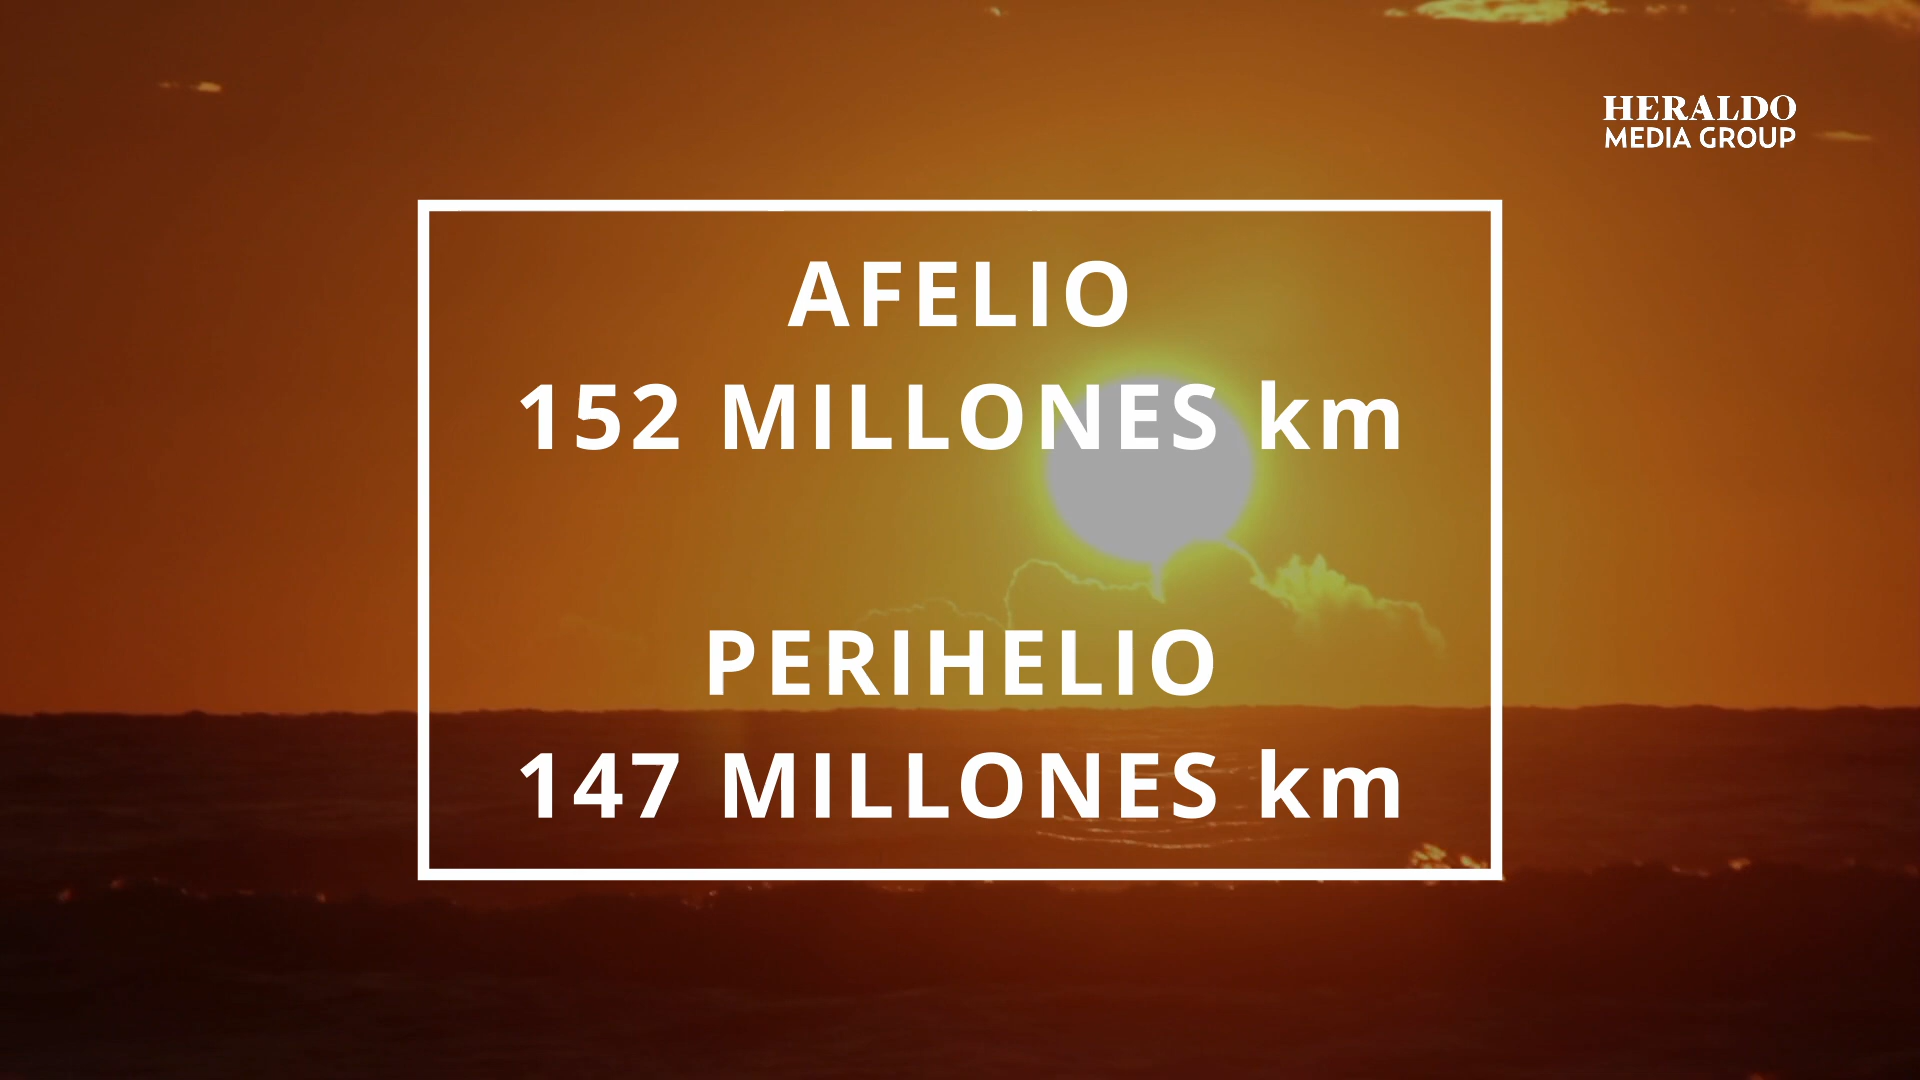 HERALDO
MEDIA GROUP
AFELIO
152 MILLONES km
PERIHELIO
147 MILLONES km